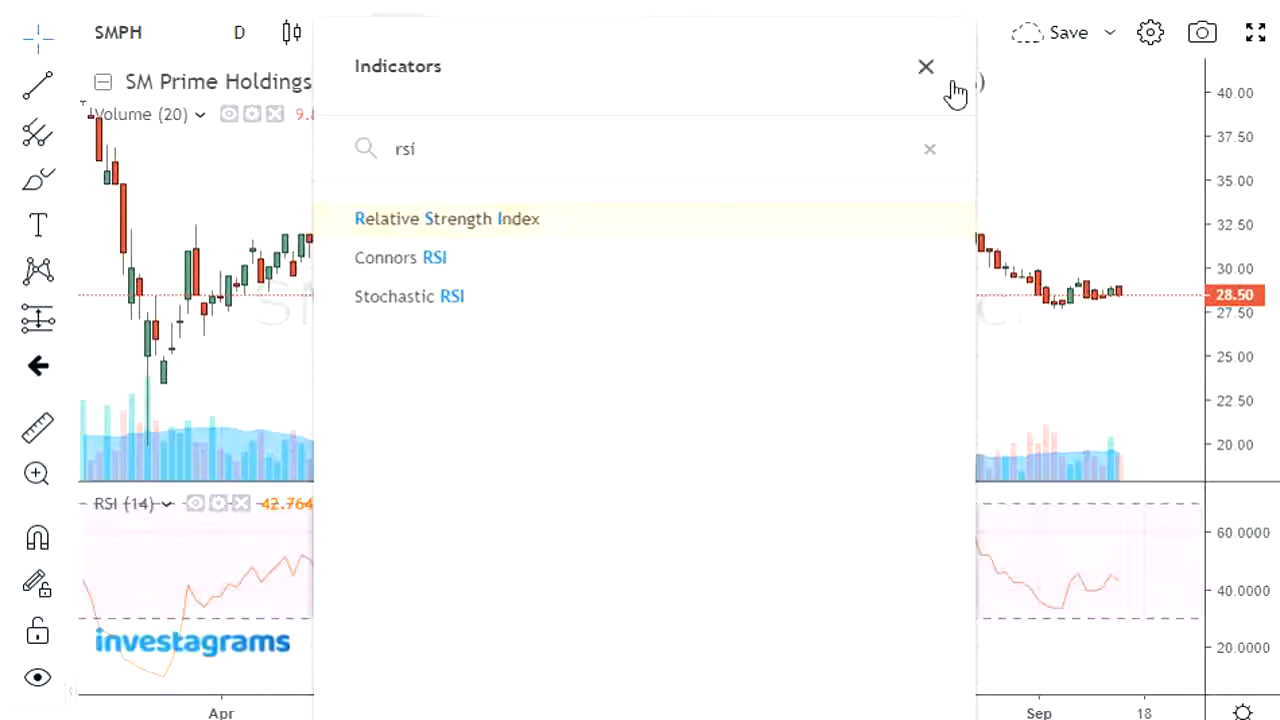 SMPH D Indicators Save
SM Prime Holdings )
Volume (20) 9.
rsi
Relative Strength Index
Connors RSI
Stochastic RSI
40.00
37.50
35.00
32.50
30.00
28.50
27.50
25.00
22.50
20.00
RSI (14) 42.764
60.0000
40.0000
20.0000
investagrams
Apr Sep 18